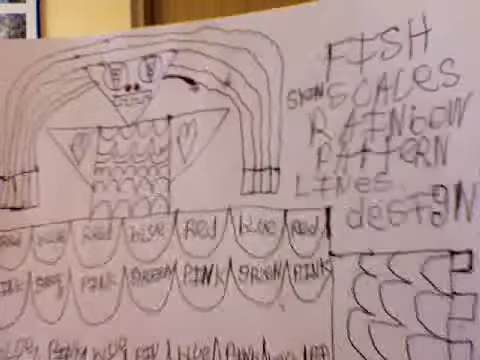 FISH
SKIN SCALES
RAINBOW
PATTERN
LINES
desIgN
Red blue Red blue Red blue Red
PINK GREEN PINK GREEN PINK GREEN PINK